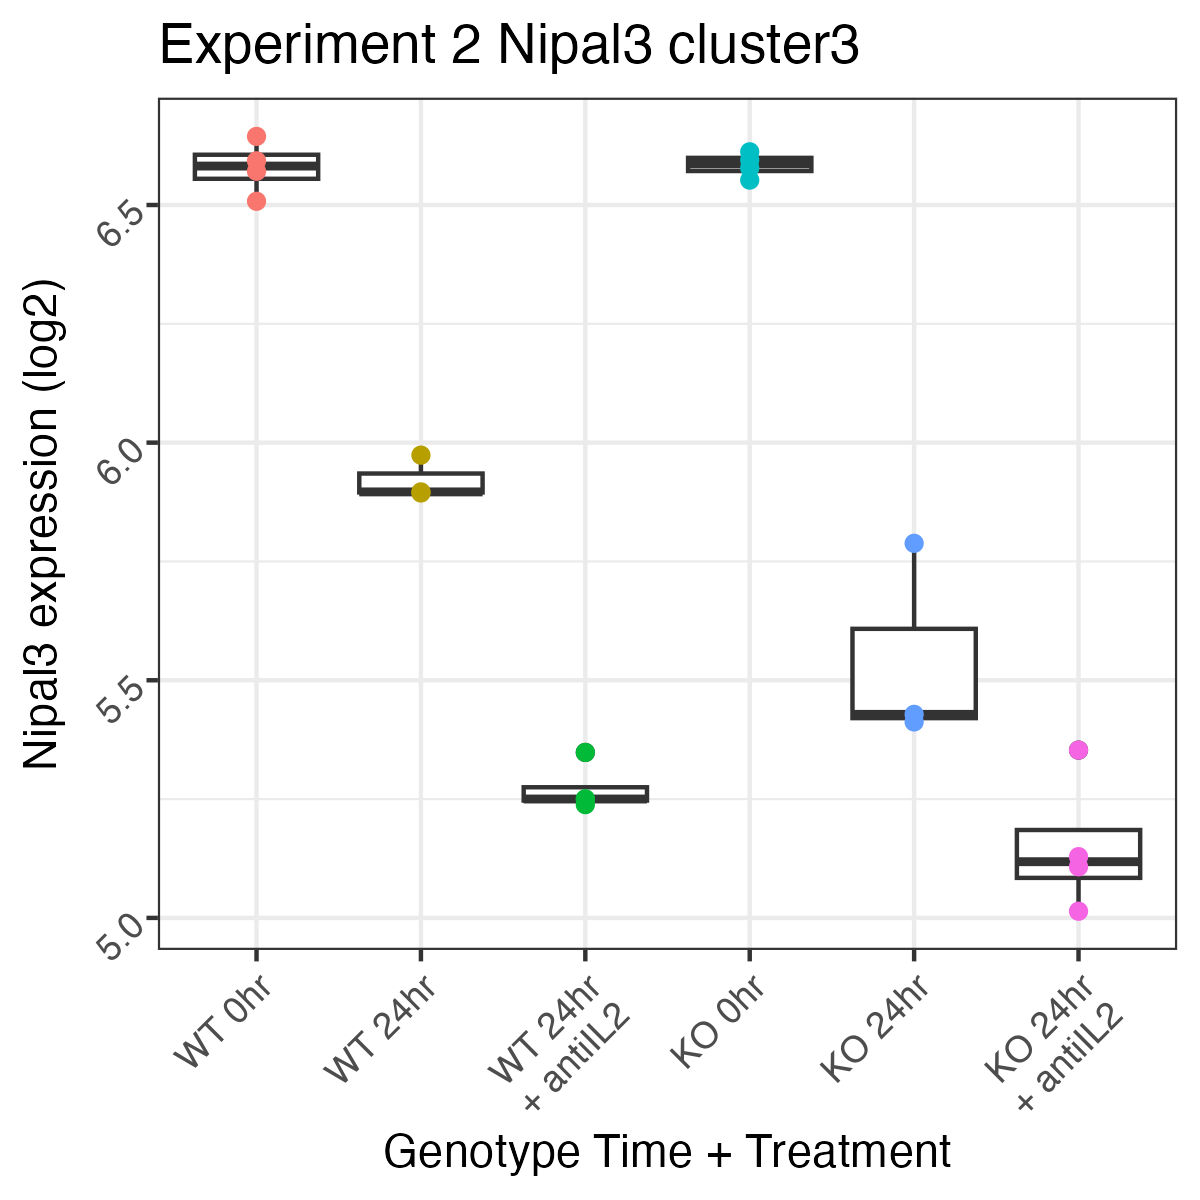 Experiment 2 Nipal3 cluster3
Nipal3 expression (log2)
6.5
6.0
5.5
5.0
WT 0hr
WT 24hr
WT 24hr
+ antiIL2
KO 0hr
KO 24hr
KO 24hr
+ antiIL2
Genotype Time + Treatment